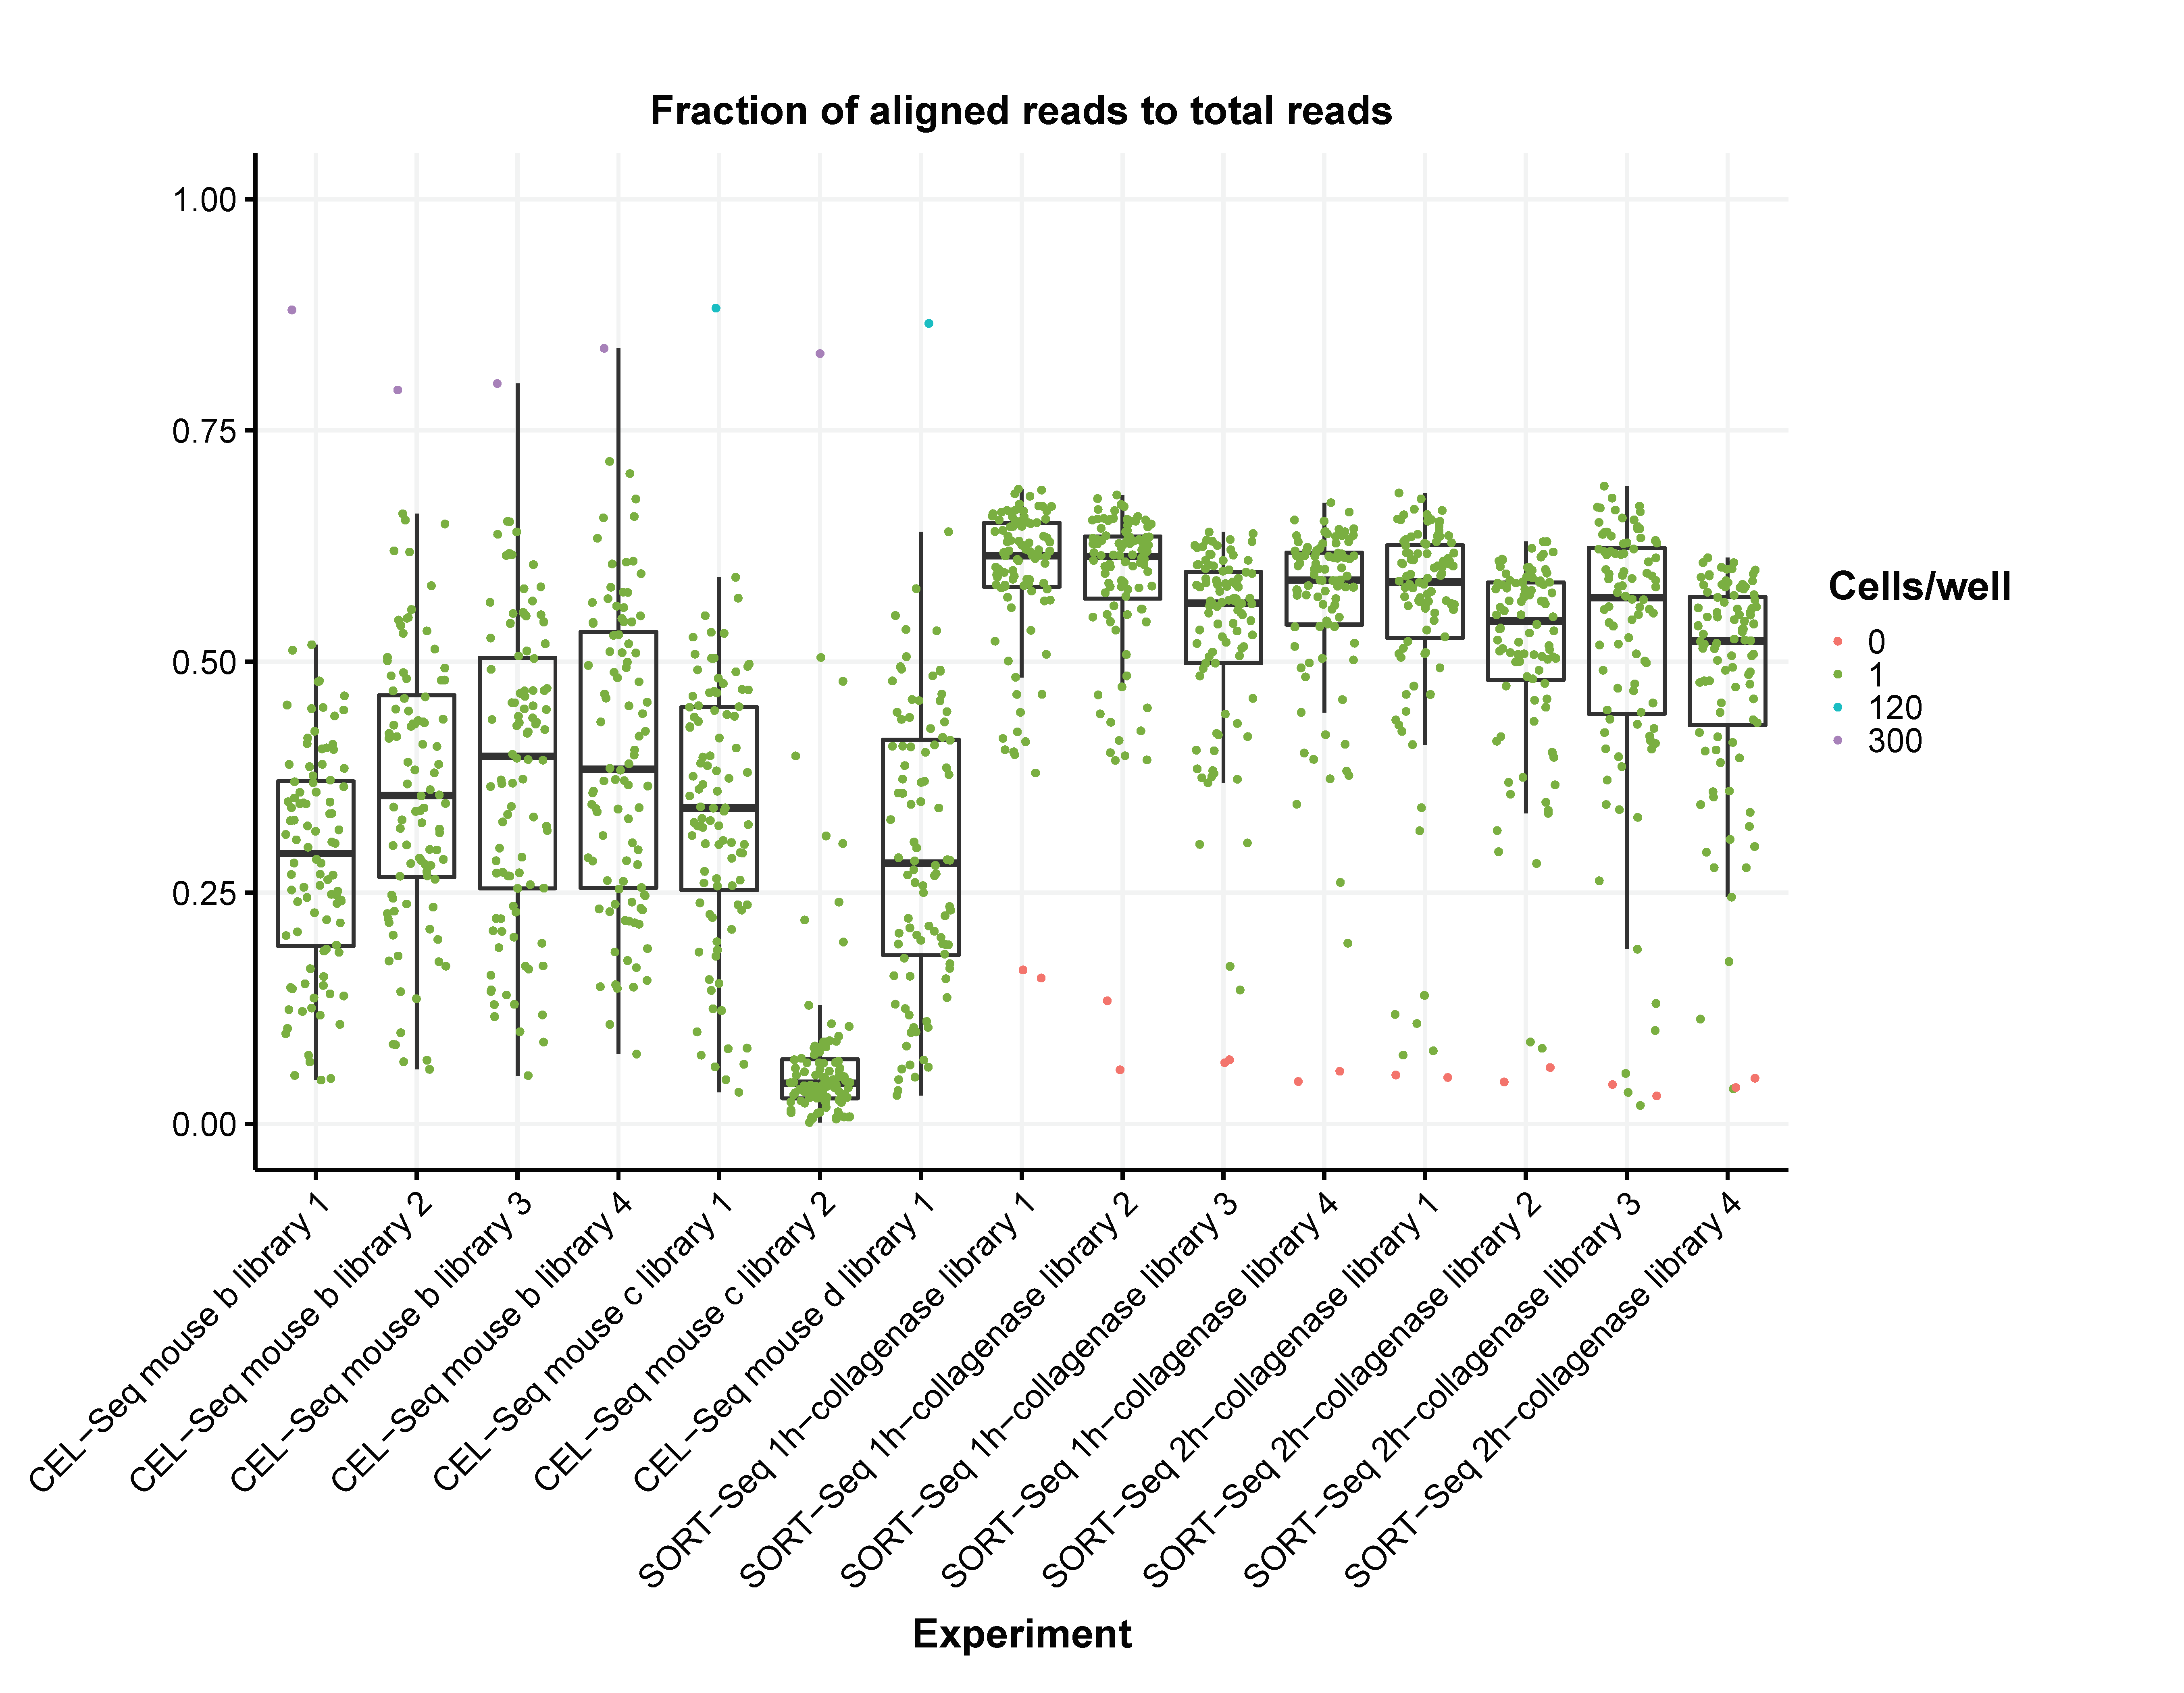 Fraction of aligned reads to total reads
1.00
0.75
0.50
0.25
0.00
CEL−Seq mouse b library 1
CEL−Seq mouse b library 2
CEL−Seq mouse b library 3
CEL−Seq mouse b library 4
CEL−Seq mouse c library 1
CEL−Seq mouse c library 2
CEL−Seq mouse d library 1
SORT−Seq 1h−collagenase library 1
SORT−Seq 1h−collagenase library 2
SORT−Seq 1h−collagenase library 3
SORT−Seq 1h−collagenase library 4
SORT−Seq 2h−collagenase library 1
SORT−Seq 2h−collagenase library 2
SORT−Seq 2h−collagenase library 3
SORT−Seq 2h−collagenase library 4
Experiment
Cells/well
0
1
120
300